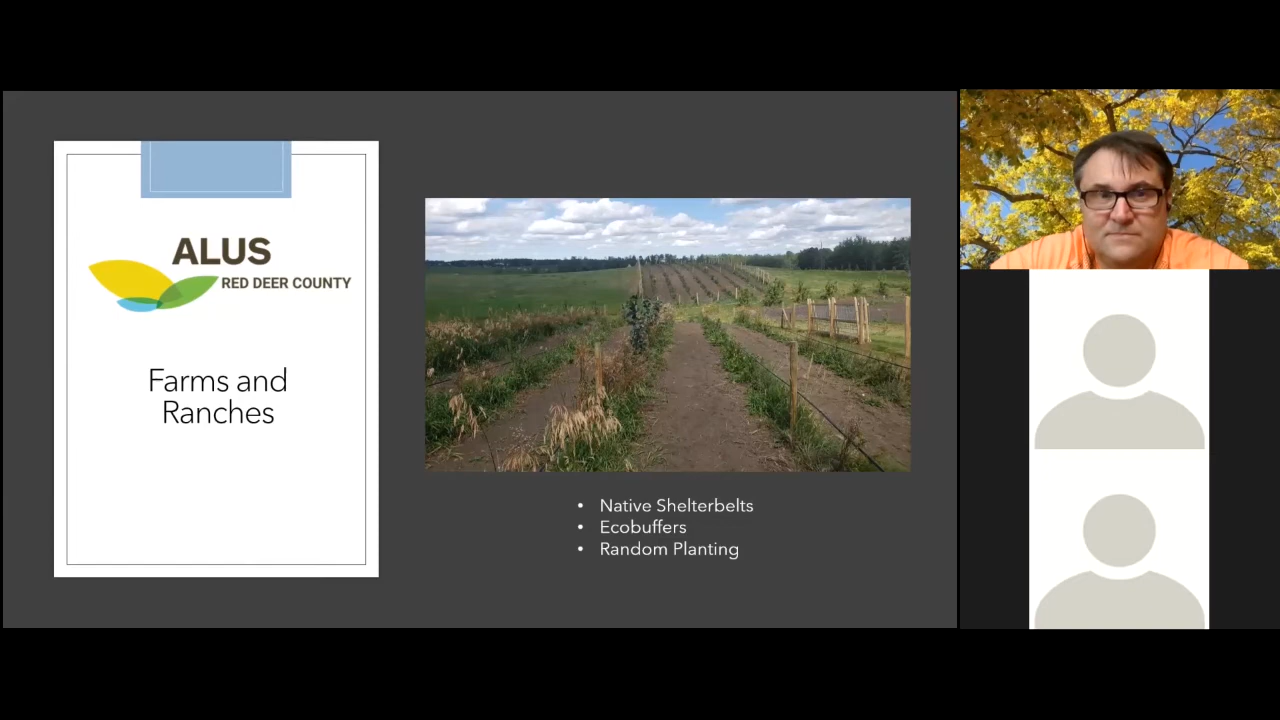 ALUS
RED DEER COUNTY
Farms and
Ranches
• Native Shelterbelts
• Ecobuffers
• Random Planting